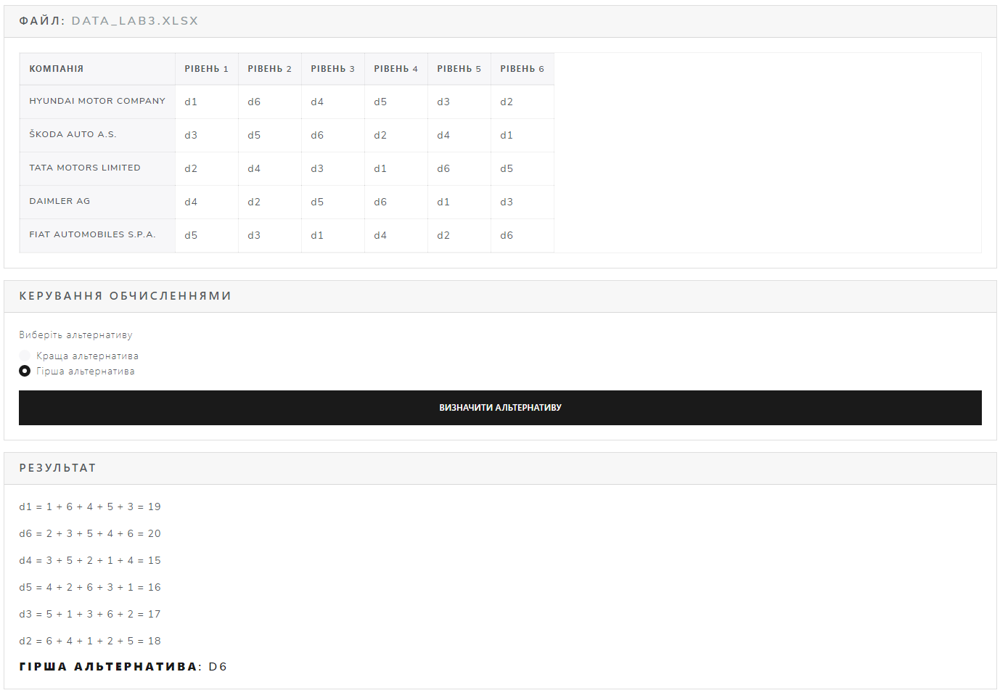 ФАЙЛ: DATA_LAB3.XLSX
КОМПАНІЯ РІВЕНЬ 1 РІВЕНЬ 2 РІВЕНЬ 3 РІВЕНЬ 4 РІВЕНЬ 5 РІВЕНЬ 6
HYUNDAI MOTOR COMPANY d1 d6 d4 d5 d3 d2
ŠKODA AUTO A.S. d3 d5 d6 d2 d4 d1
TATA MOTORS LIMITED d2 d4 d3 d1 d6 d5
DAIMLER AG d4 d2 d5 d6 d1 d3
FIAT AUTOMOBILES S.P.A. d5 d3 d1 d4 d2 d6
КЕРУВАННЯ ОБЧИСЛЕННЯМИ
Виберіть альтернативу
Краща альтернатива
Гірша альтернатива
ВИЗНАЧИТИ АЛЬТЕРНАТИВУ
РЕЗУЛЬТАТ
d1 = 1 + 6 + 4 + 5 + 3 = 19
d6 = 2 + 3 + 5 + 4 + 6 = 20
d4 = 3 + 5 + 2 + 1 + 4 = 15
d5 = 4 + 2 + 6 + 3 + 1 = 16
d3 = 5 + 1 + 3 + 6 + 2 = 17
d2 = 6 + 4 + 1 + 2 + 5 = 18
ГІРША АЛЬТЕРНАТИВА: D6